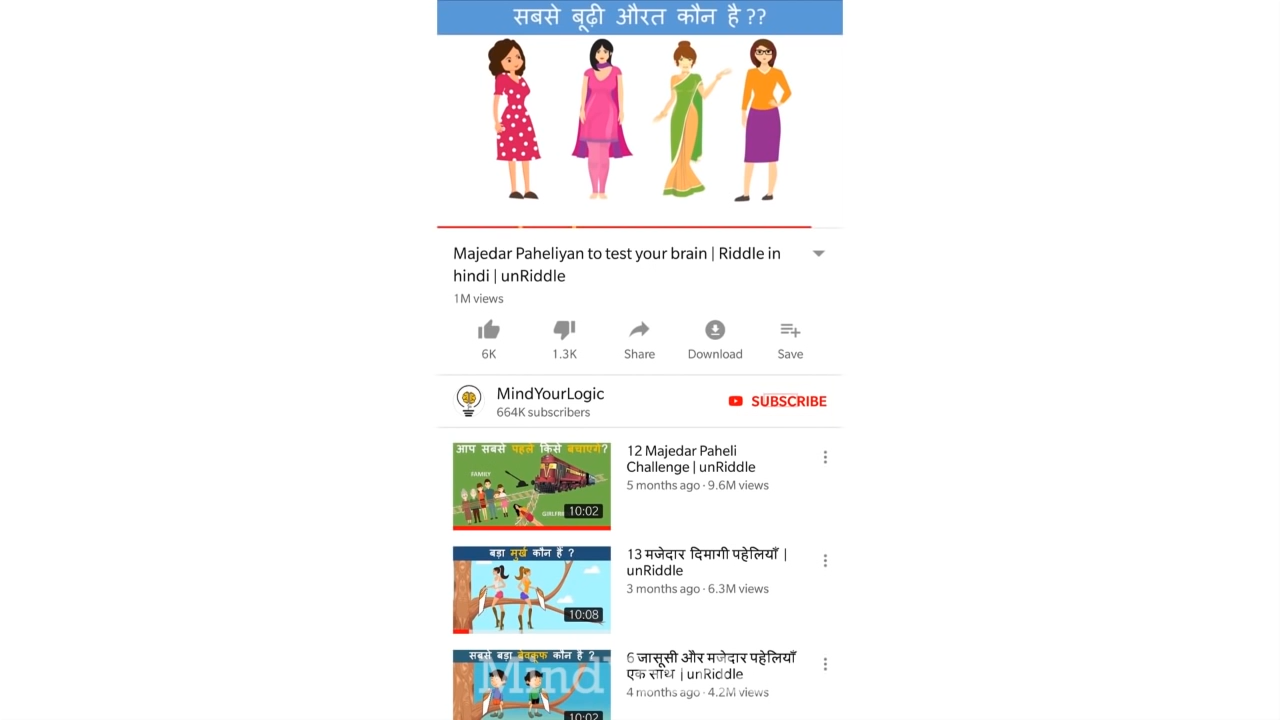 सबसे बूढ़ी औरत कौन है ??
Majedar Paheliyan to test your brain | Riddle in
hindi | unRiddle
1M views
6K
1.3K
Share
Download
Save
MindYourLogic
664K subscribers
SUBSCRIBE
आप सबसे पहले किसे बचाएंगे?
FAMILY
10:02
12 Majedar Paheli
Challenge | unRiddle
5 months ago · 9.6M views
बड़ा मुर्ख कौन हैं ?
10:08
13 मजेदार दिमागी पहेलियाँ |
unRiddle
3 months ago · 6.3M views
सबसे बड़ा बेवकूफ कौन है ?
10:02
6 जासूसी और मजेदार पहेलियाँ
एक साथ | unRiddle
4 months ago · 4.2M views